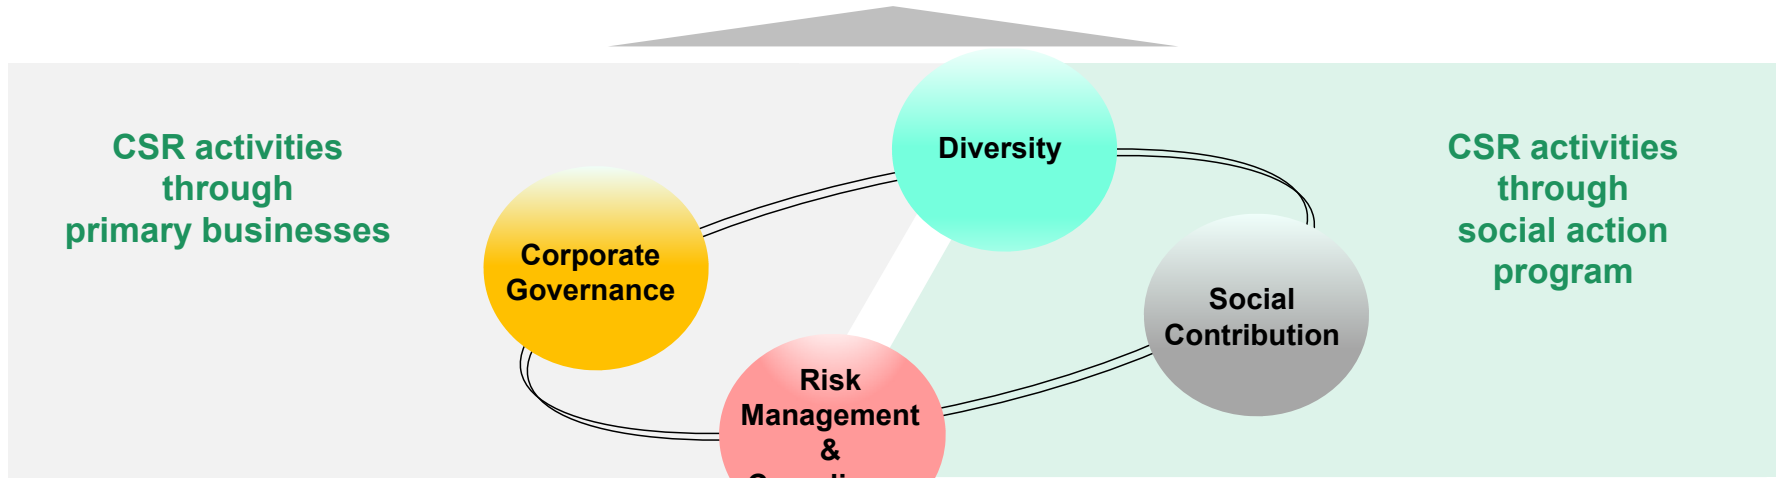 CSR activities
through
primary businesses
Diversity
CSR activities
through
social action
program
Corporate
Governance
Social
Contribution
Risk
Management
&